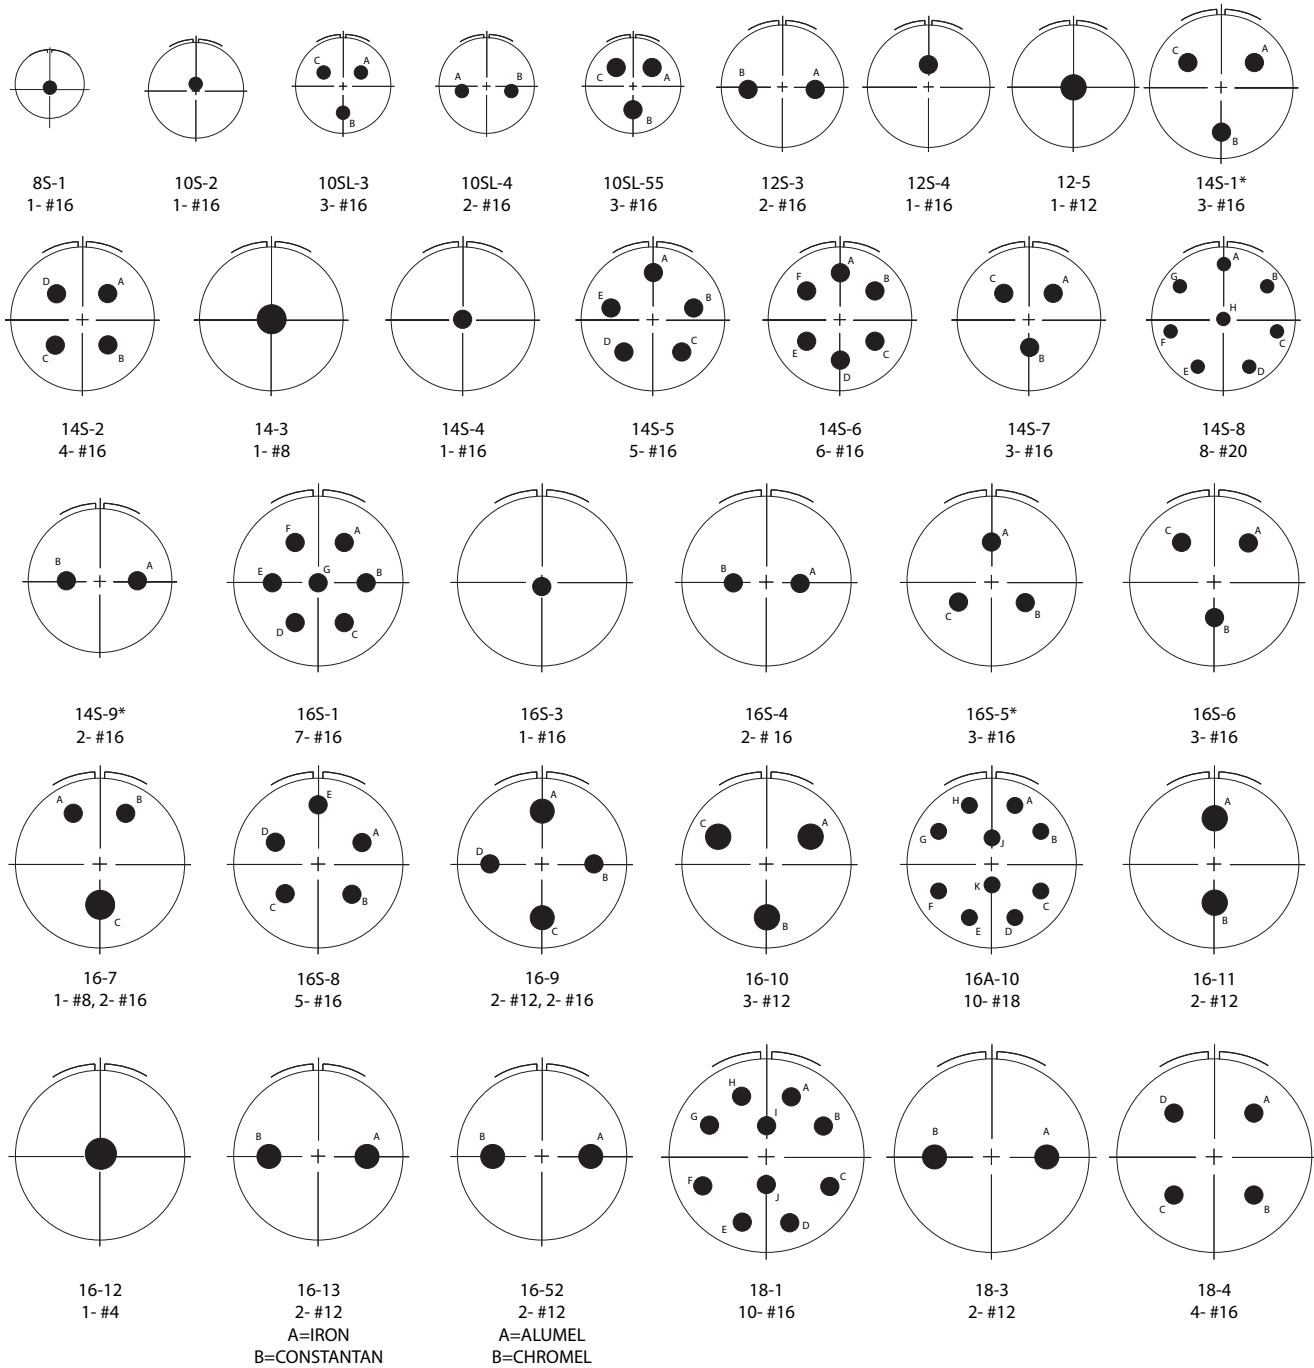 C A
A B
C A
B A
C A
B
B
B
8S-1 10S-2 10SL-3 10SL-4 10SL-55 12S-3 12S-4 12-5 14S-1*
1- #16 1- #16 3- #16 2- #16 3- #16 2- #16 1- #16 1- #12 3- #16
D A
C B
A
E B
D C
A
F B
E C
D
C A
B
A
G B
H
F C
E D
14S-2 14-3 14S-4 14S-5 14S-6 14S-7 14S-8
4- #16 1- #8 1- #16 5- #16 6- #16 3- #16 8- #20
B A
F A
E G B
D C
B A
A
C B
C A
B
14S-9* 16S-1 16S-3 16S-4 16S-5* 16S-6
2- #16 7- #16 1- #16 2- # 16 3- #16 3- #16
A B
C
E
D A
C B
A
D B
C
C A
B
H A
G J B
K
F C
E D
A
B
16-7 16S-8 16-9 16-10 16A-10 16-11
1- #8, 2- #16 5- #16 2- #12, 2- #16 3- #12 10- #18 2- #12
B A
B A
H A
G I B
F J C
E D
B A
D A
C B
16-12 16-13 16-52 18-1 18-3 18-4
1- #4 2- #12 2- #12 10- #16 2- #12 4- #16
A=IRON A=ALUMEL
B=CONSTANTAN B=CHROMEL